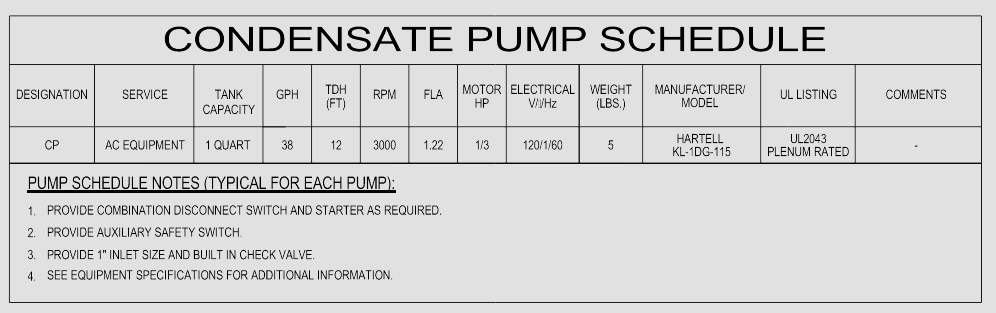 CONDENSATE PUMP SCHEDULE
DESIGNATION SERVICE TANK CAPACITY GPH TDH (FT) RPM FLA MOTOR HP ELECTRICAL V/I/Hz WEIGHT (LBS.) MANUFACTURER/ MODEL UL LISTING COMMENTS
CP AC EQUIPMENT 1 QUART 38 12 3000 1.22 1/3 120/1/60 5 HARTELL KL-1DG-115 UL2043 PLENUM RATED -
PUMP SCHEDULE NOTES (TYPICAL FOR EACH PUMP):
1. PROVIDE COMBINATION DISCONNECT SWITCH AND STARTER AS REQUIRED.
2. PROVIDE AUXILIARY SAFETY SWITCH.
3. PROVIDE 1" INLET SIZE AND BUILT IN CHECK VALVE.
4. SEE EQUIPMENT SPECIFICATIONS FOR ADDITIONAL INFORMATION.